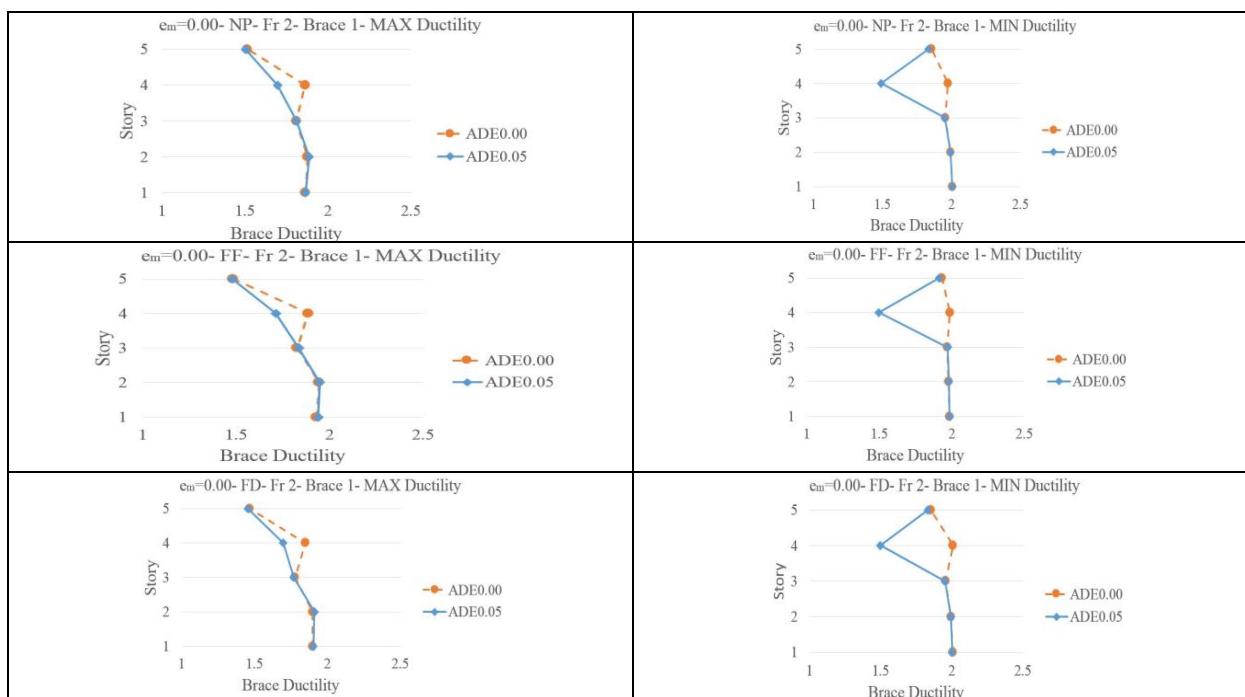 e_m=0.00- NP- Fr 2- Brace 1- MAX Ductility
5
4
3
2
1
Story
1
1.5
2
2.5
Brace Ductility
ADE0.00
ADE0.05
e_m=0.00- NP- Fr 2- Brace 1- MIN Ductility
5
4
3
2
1
Story
1
1.5
2
2.5
Brace Ductility
ADE0.00
ADE0.05
e_m=0.00- FF- Fr 2- Brace 1- MAX Ductility
5
4
3
2
1
Story
1
1.5
2
2.5
Brace Ductility
ADE0.00
ADE0.05
e_m=0.00- FF- Fr 2- Brace 1- MIN Ductility
5
4
3
2
1
Story
1
1.5
2
2.5
Brace Ductility
ADE0.00
ADE0.05
e_m=0.00- FD- Fr 2- Brace 1- MAX Ductility
5
4
3
2
1
Story
1
1.5
2
2.5
Brace Ductility
ADE0.00
ADE0.05
e_m=0.00- FD- Fr 2- Brace 1- MIN Ductility
5
4
3
2
1
Story
1
1.5
2
2.5
Brace Ductility
ADE0.00
ADE0.05